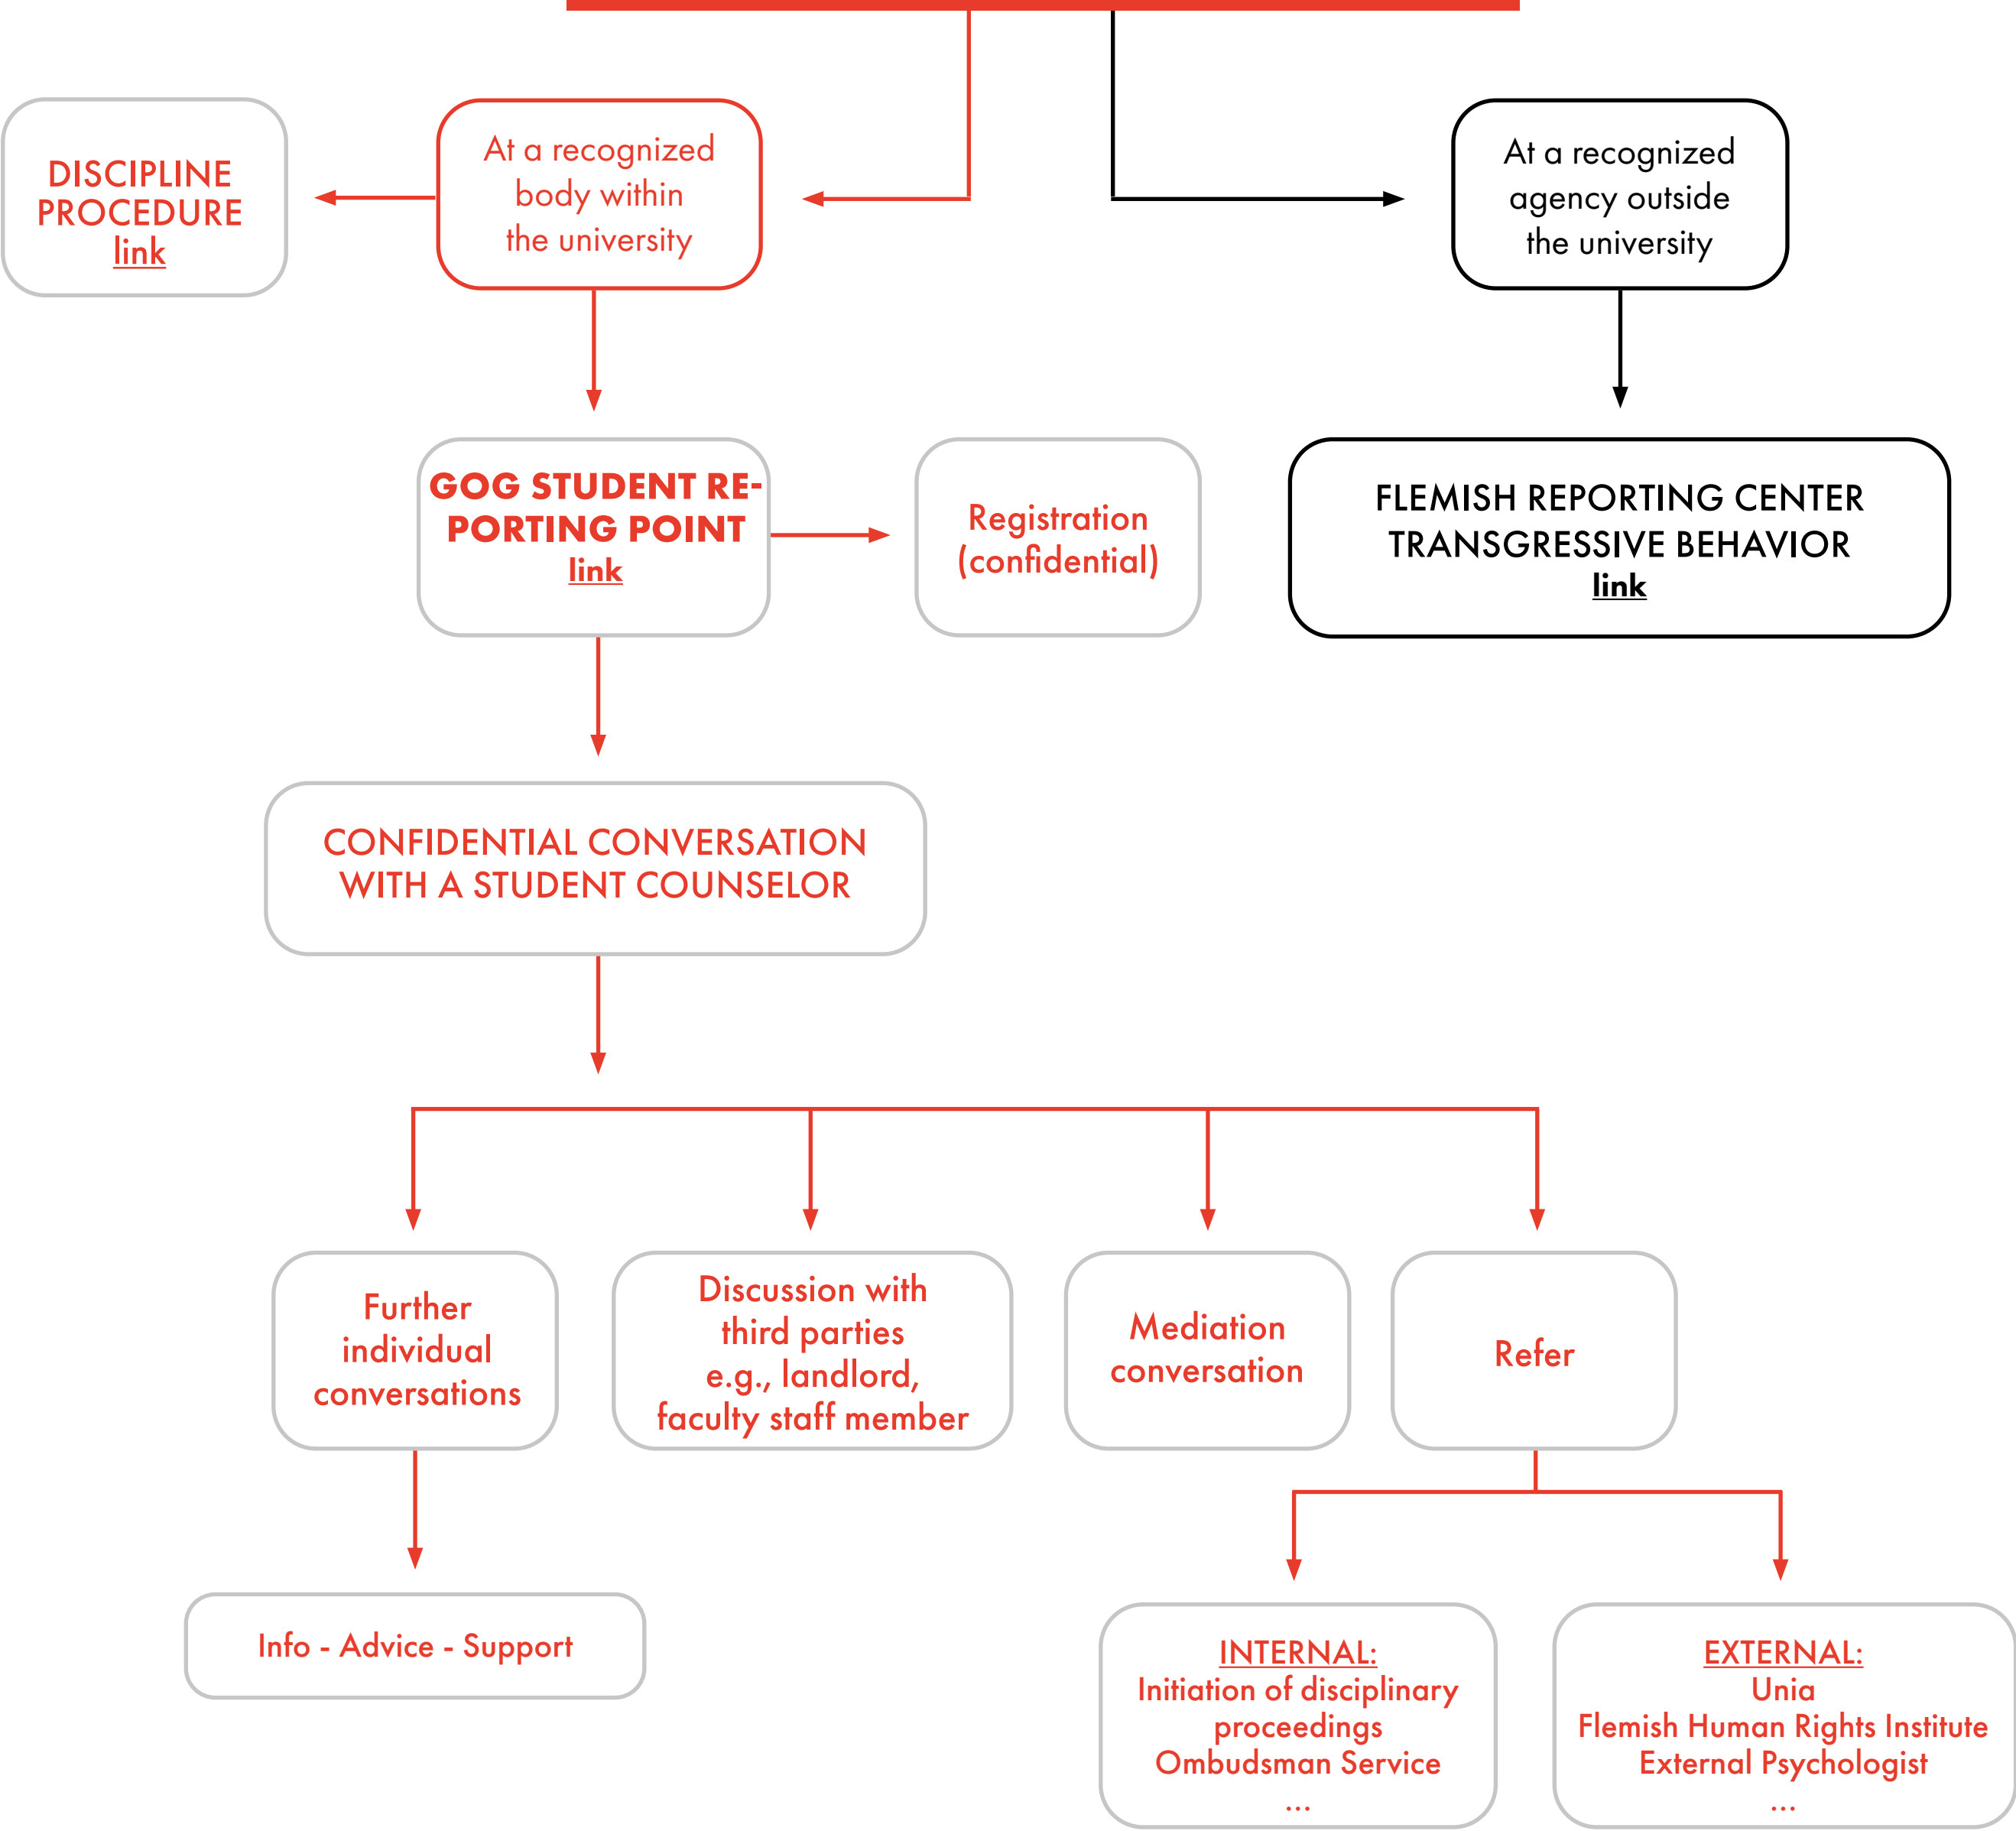 DISCIPLINE
PROCEDURE
link
At a recognized
body within
the university
At a recognized
agency outside
the university
GOG STUDENT RE-
PORTING POINT
link
Registration
(confidential)
FLEMISH REPORTING CENTER
TRANSGRESSIVE BEHAVIOR
link
CONFIDENTIAL CONVERSATION
WITH A STUDENT COUNSELOR
Further
individual
conversations
Discussion with
third parties
e.g., landlord,
faculty staff member
Mediation
conversation
Refer
Info - Advice - Support
INTERNAL:
Initiation of disciplinary
proceedings
Ombudsman Service
...
EXTERNAL:
Unia
Flemish Human Rights Institute
External Psychologist
...